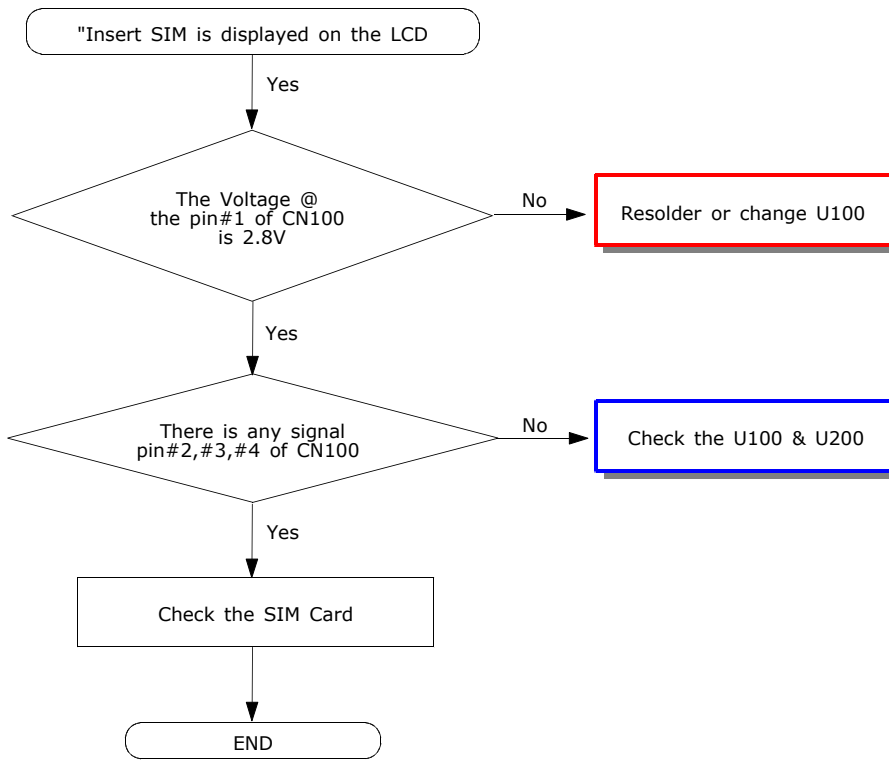 "Insert SIM is displayed on the LCD
Yes
The Voltage @
the pin#1 of CN100
is 2.8V
No
Resolder or change U100
Yes
There is any signal
pin#2,#3,#4 of CN100
No
Check the U100 & U200
Yes
Check the SIM Card
END